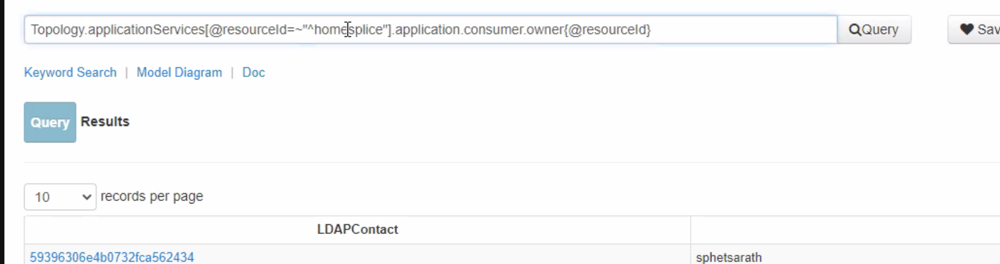 Topology.applicationServices[@resourceId=~"^homesplice"].application.consumer.owner{@resourceId}
Query
Sav
Keyword Search | Model Diagram | Doc
Query Results
10 records per page
LDAPContact
59396306e4b0732fca562434 sphetsarath